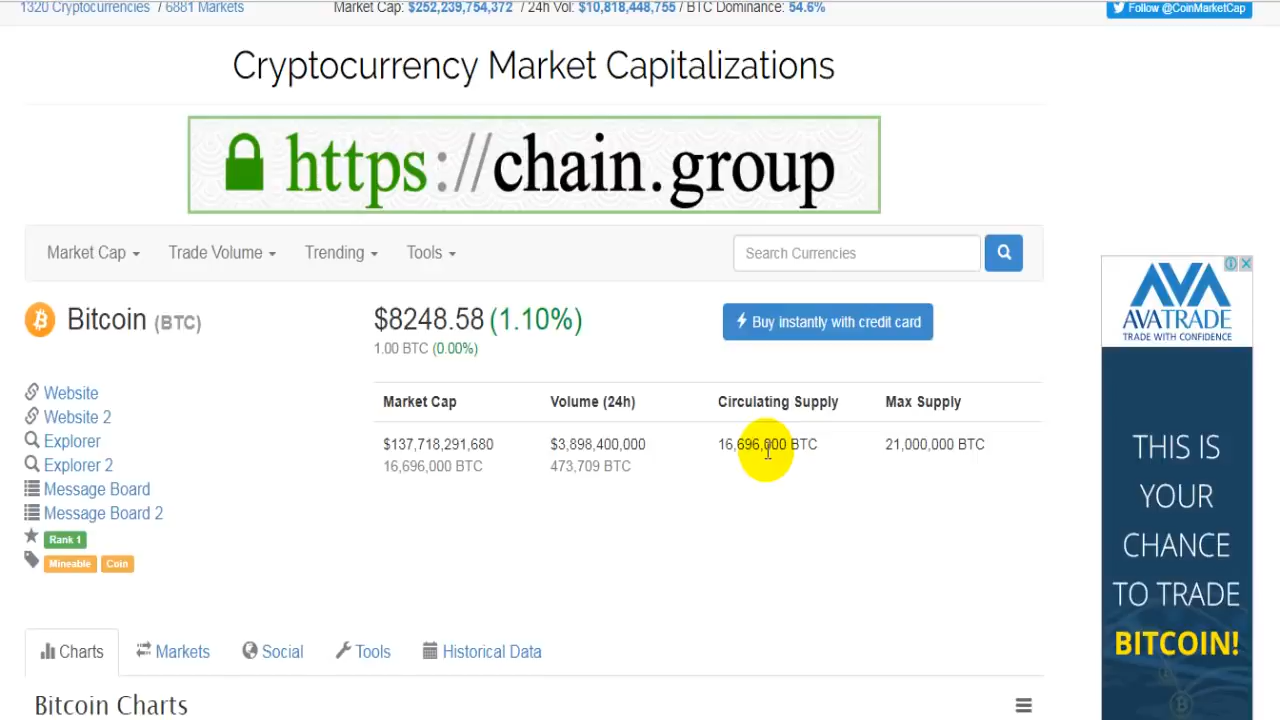 1320 Cryptocurrencies / 6881 Markets
Market Cap: $252,239,754,372 / 24h Vol: $10,818,448,755 / BTC Dominance: 54.6%
Follow @CoinMarketCap
Cryptocurrency Market Capitalizations
https://chain.group
Market Cap
Trade Volume
Trending
Tools
Search Currencies
Bitcoin (BTC)
$8248.58 (1.10%)
1.00 BTC (0.00%)
Buy instantly with credit card
Website
Website 2
Explorer
Explorer 2
Message Board
Message Board 2
Rank 1
Mineable Coin
Market Cap Volume (24h) Circulating Supply Max Supply
$137,718,291,680 $3,898,400,000 16,696,000 BTC 21,000,000 BTC
16,696,000 BTC 473,709 BTC
AVA
AVATRADE
TRADE WITH CONFIDENCE
THIS IS
YOUR
CHANCE
TO TRADE
BITCOIN!
Charts Markets Social Tools Historical Data
Bitcoin Charts